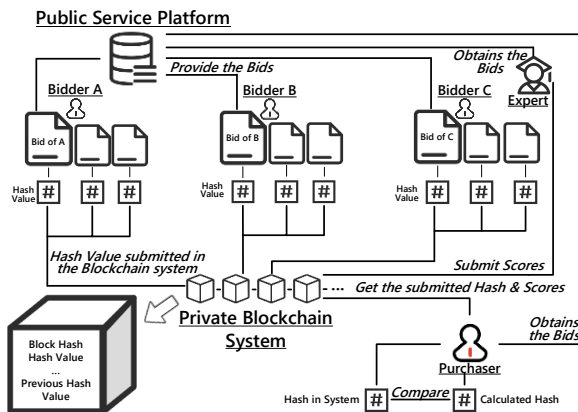 Public Service Platform
Obtains the
Bids
Provide the Bids
Bidder A
Bidder B
Bidder C
Expert
Bid of A
Bid of B
Bid of C
Hash
Value
#
#
#
Hash
Value
#
#
#
Hash
Value
#
#
#
Hash Value submitted in
the Blockchain system
Submit Scores
...
Get the submitted Hash & Scores
Private Blockchain
System
Block Hash
Hash Value
...
Previous Hash
Value
Obtains
the Bids
Purchaser
Hash in System
#
Compare
#
Calculated Hash